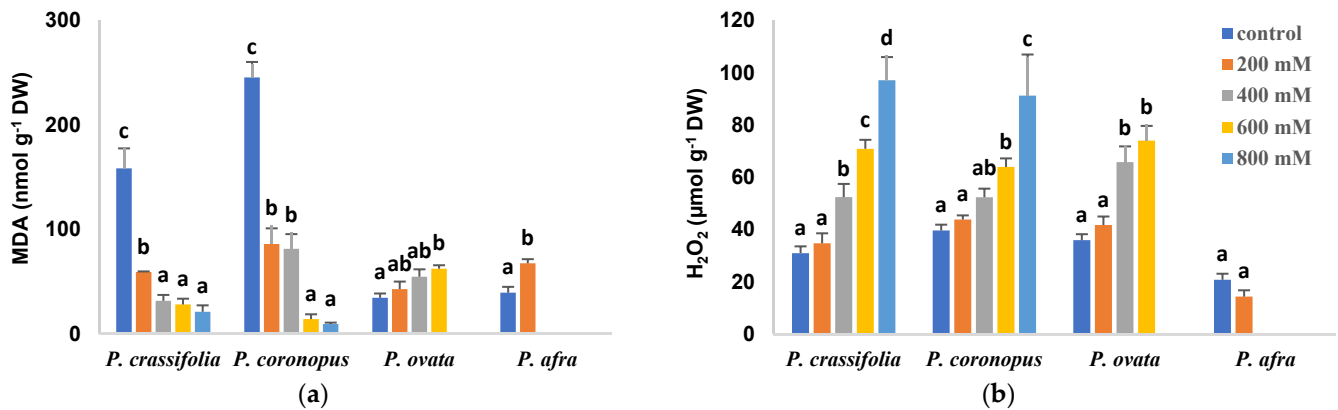 300
200
100
0
MDA (nmol g⁻¹ DW)
c
b
a
a
a
c
b
b
a
a
a
ab
ab
b
a
b
P. crassifolia P. coronopus P. ovata P. afra
(a)
120
100
80
60
40
20
0
H₂O₂ (µmol g⁻¹ DW)
a
a
b
c
d
a
a
ab
b
c
a
a
b
b
a
a
control
200 mM
400 mM
600 mM
800 mM
P. crassifolia P. coronopus P. ovata P. afra
(b)